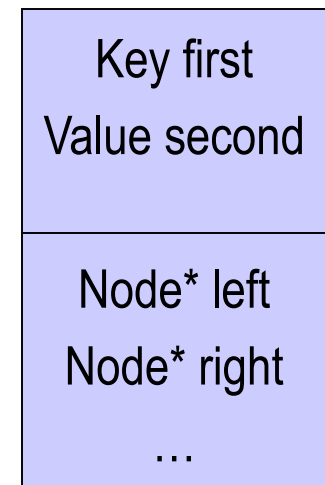 Key first
Value second
Node* left
Node* right
…